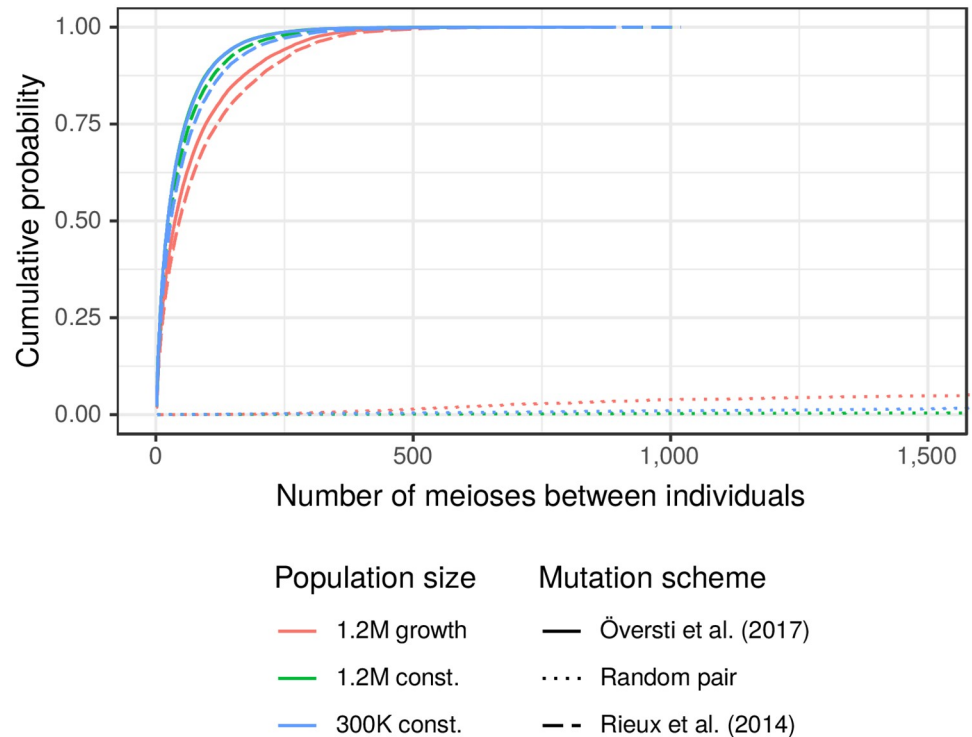 1.00
0.75
0.50
0.25
0.00
Cumulative probability
0 500 1,000 1,500
Number of meioses between individuals
Population size
1.2M growth
1.2M const.
300K const.
Mutation scheme
Översti et al. (2017)
Random pair
Rieux et al. (2014)